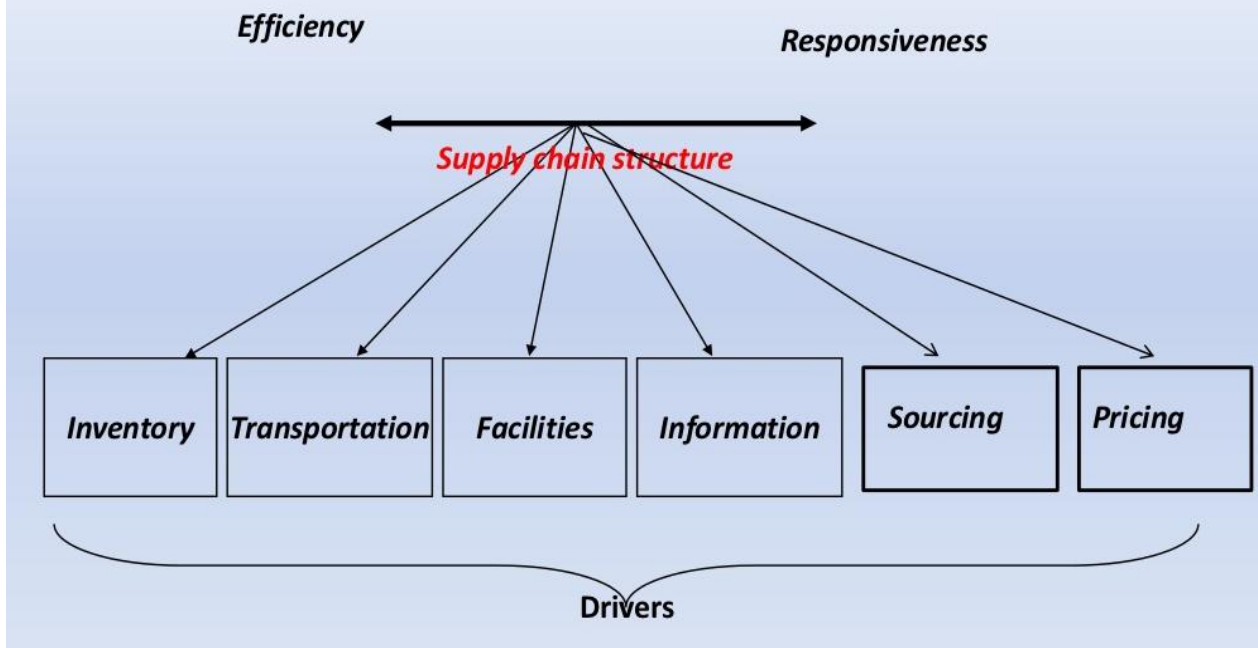 Efficiency
Responsiveness
Supply chain structure
Inventory
Transportation
Facilities
Information
Sourcing
Pricing
Drivers